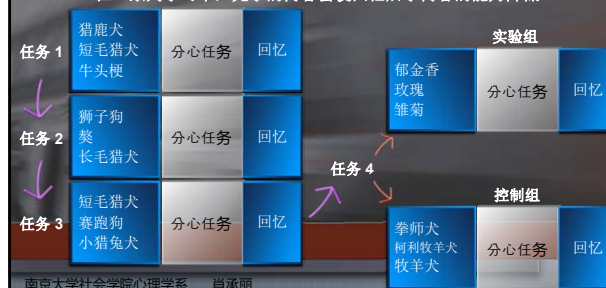 任务 1
猎鹿犬
短毛猎犬
牛头梗
分心任务
回忆
任务 2
狮子狗
獒
长毛猎犬
分心任务
回忆
任务 3
短毛猎犬
赛跑狗
小猎兔犬
分心任务
回忆
任务 4
实验组
郁金香
玫瑰
雏菊
分心任务
回忆
控制组
拳师犬
柯利牧羊犬
牧羊犬
分心任务
回忆
南京大学社会学院心理学系 肖承丽